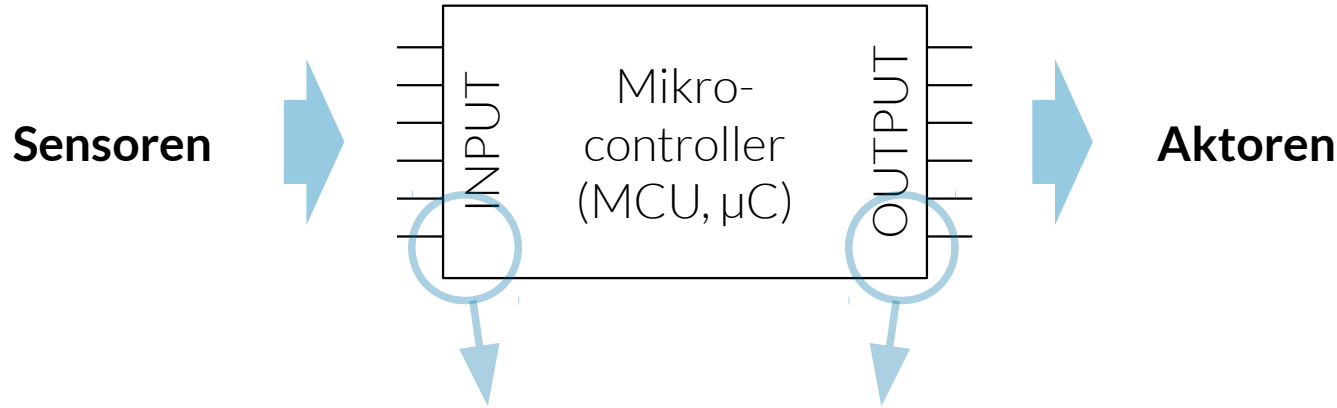 Sensoren
INPUT
Mikro-
controller
(MCU, µC)
OUTPUT
Aktoren